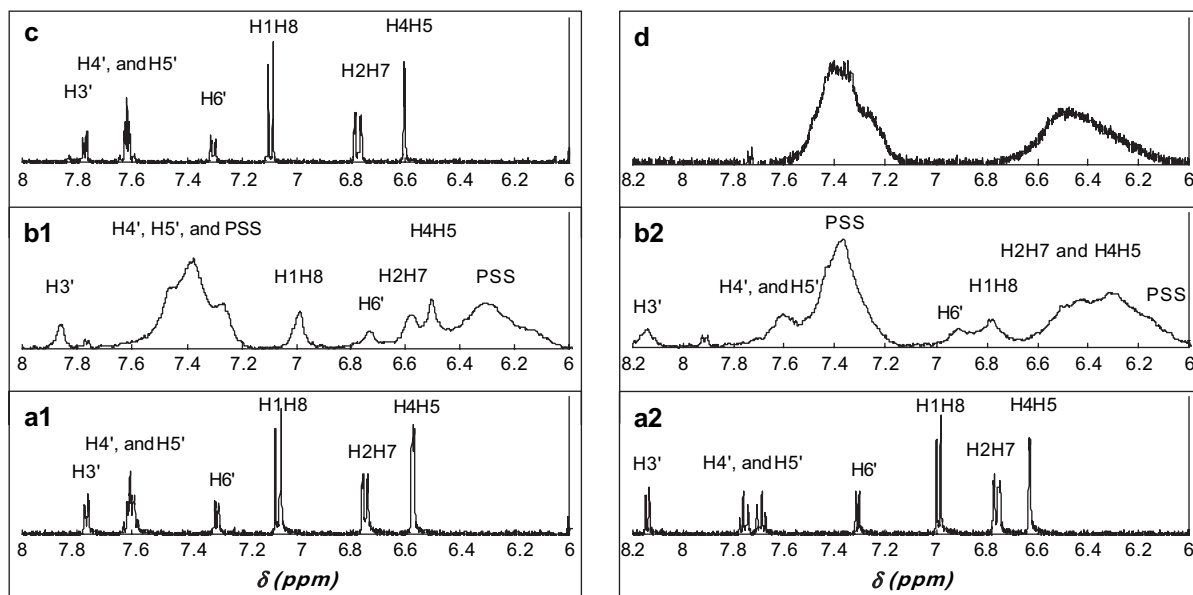 c
H1H8
H4H5
H4', and H5'
H3'
H6'
H2H7
8 7.8 7.6 7.4 7.2 7 6.8 6.6 6.4 6.2 6
b1
H4', H5', and PSS
H4H5
H3'
H1H8
H2H7
PSS
H6'
8 7.8 7.6 7.4 7.2 7 6.8 6.6 6.4 6.2 6
a1
H1H8
H4H5
H4', and H5'
H3'
H6'
H2H7
8 7.8 7.6 7.4 7.2 7 6.8 6.6 6.4 6.2 6
δ (ppm)
d
8.2 8 7.8 7.6 7.4 7.2 7 6.8 6.6 6.4 6.2 6
b2
PSS
H2H7 and H4H5
H4', and H5'
H1H8
PSS
H3'
H6'
8.2 8 7.8 7.6 7.4 7.2 7 6.8 6.6 6.4 6.2 6
a2
H1H8
H4H5
H3'
H4', and H5'
H6'
H2H7
8.2 8 7.8 7.6 7.4 7.2 7 6.8 6.6 6.4 6.2 6
δ (ppm)